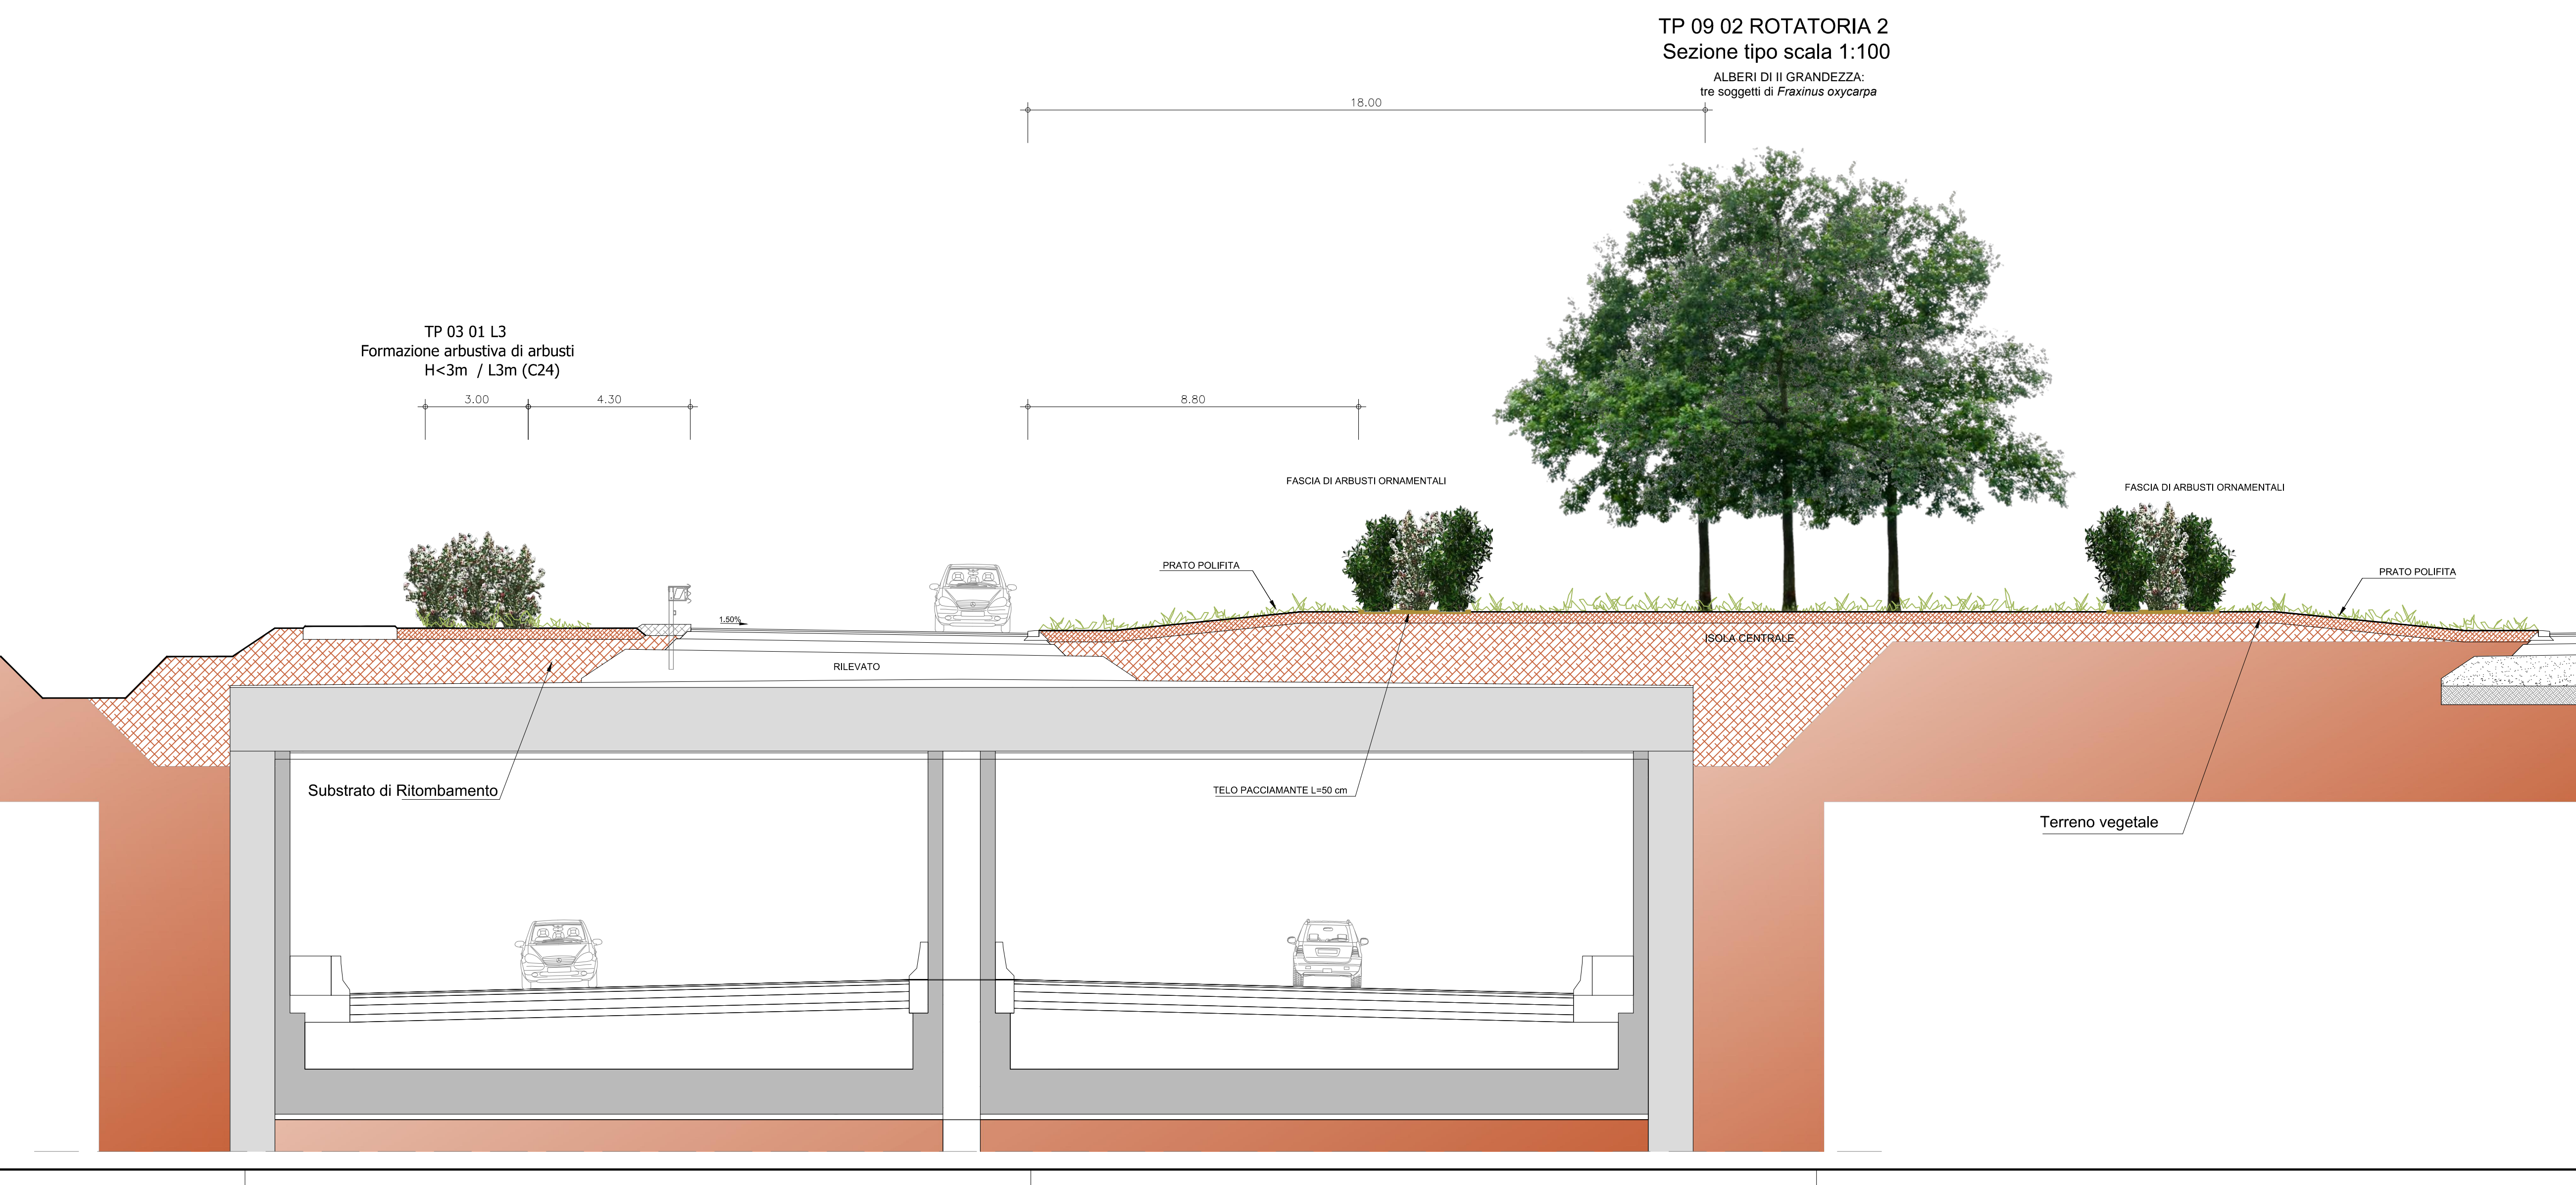 TP 09 02 ROTATORIA 2
Sezione tipo scala 1:100
ALBERI DI II GRANDEZZA:
tre soggetti di Fraxinus oxycarpa
18.00
TP 03 01 L3
Formazione arbustiva di arbusti
H<3m / L3m (C24)
3.00
4.30
8.80
FASCIA DI ARBUSTI ORNAMENTALI
FASCIA DI ARBUSTI ORNAMENTALI
PRATO POLIFITA
PRATO POLIFITA
1.50%
ISOLA CENTRALE
RILEVATO
Substrato di Ritombamento
TELO PACCIAMANTE L=50 cm
Terreno vegetale